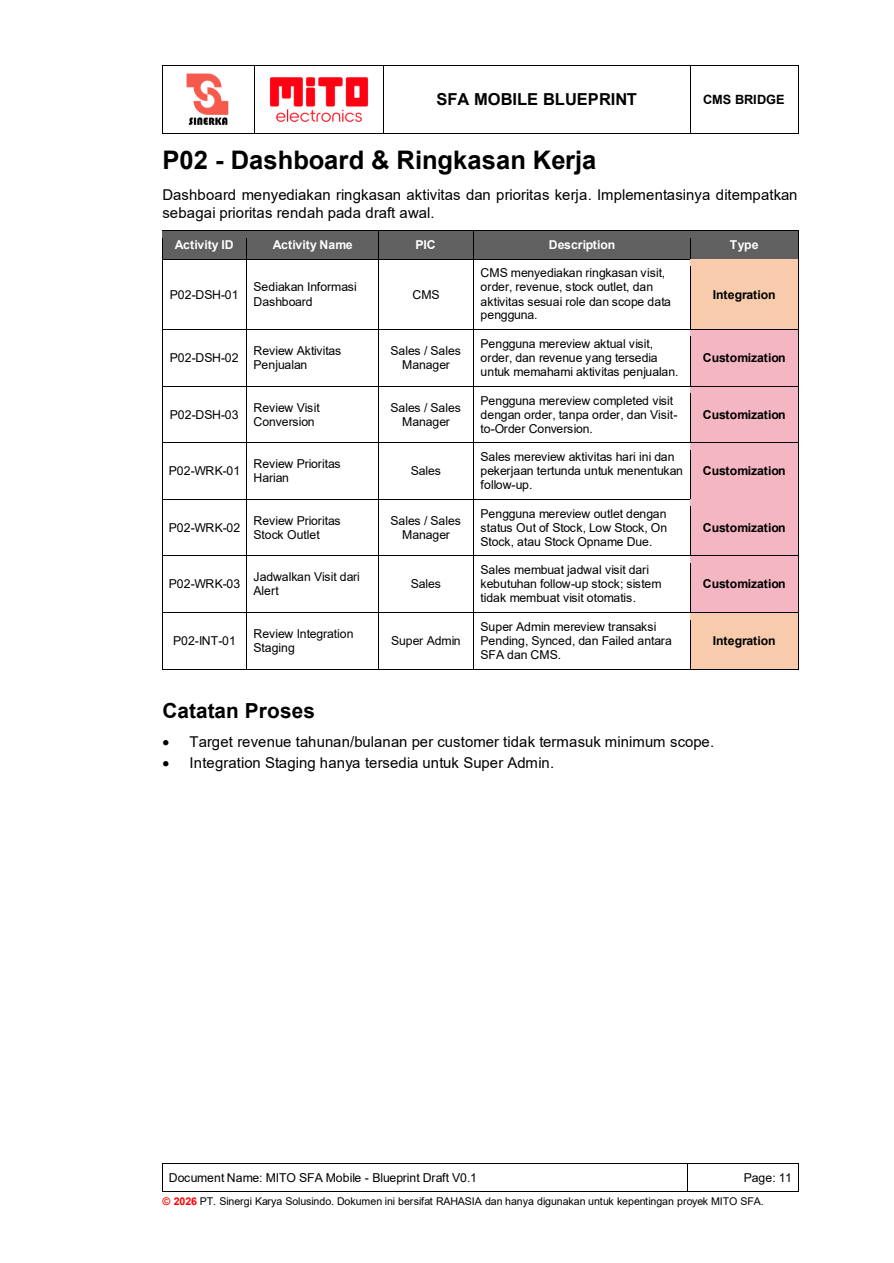 SINERKA
MiTO
electronics
SFA MOBILE BLUEPRINT
CMS BRIDGE
P02 - Dashboard & Ringkasan Kerja
Dashboard menyediakan ringkasan aktivitas dan prioritas kerja. Implementasinya ditempatkan
sebagai prioritas rendah pada draft awal.
Activity ID Activity Name PIC Description Type
P02-DSH-01
Sediakan Informasi
Dashboard
CMS
CMS menyediakan ringkasan visit,
order, revenue, stock outlet, dan
aktivitas sesuai role dan scope data
pengguna.
Integration
P02-DSH-02
Review Aktivitas
Penjualan
Sales / Sales
Manager
Pengguna mereview aktual visit,
order, dan revenue yang tersedia
untuk memahami aktivitas penjualan.
Customization
P02-DSH-03
Review Visit
Conversion
Sales / Sales
Manager
Pengguna mereview completed visit
dengan order, tanpa order, dan Visit-
to-Order Conversion.
Customization
P02-WRK-01
Review Prioritas
Harian
Sales
Sales mereview aktivitas hari ini dan
pekerjaan tertunda untuk menentukan
follow-up.
Customization
P02-WRK-02
Review Prioritas
Stock Outlet
Sales / Sales
Manager
Pengguna mereview outlet dengan
status Out of Stock, Low Stock, On
Stock, atau Stock Opname Due.
Customization
P02-WRK-03
Jadwalkan Visit dari
Alert
Sales
Sales membuat jadwal visit dari
kebutuhan follow-up stock; sistem
tidak membuat visit otomatis.
Customization
P02-INT-01
Review Integration
Staging
Super Admin
Super Admin mereview transaksi
Pending, Synced, dan Failed antara
SFA dan CMS.
Integration
Catatan Proses
• Target revenue tahunan/bulanan per customer tidak termasuk minimum scope.
• Integration Staging hanya tersedia untuk Super Admin.
Document Name: MITO SFA Mobile - Blueprint Draft V0.1
Page: 11
© 2026 PT. Sinergi Karya Solusindo. Dokumen ini bersifat RAHASIA dan hanya digunakan untuk kepentingan proyek MITO SFA.